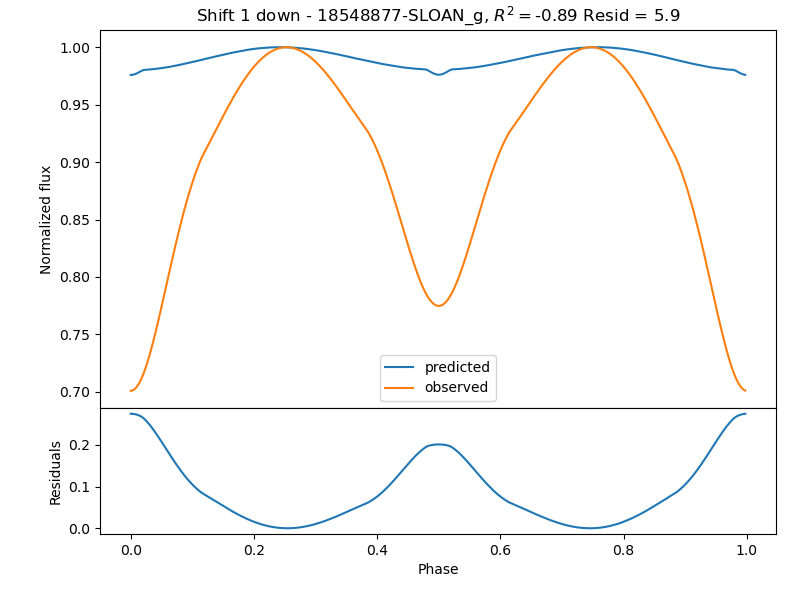 Shift 1 down - 18548877-SLOAN_g, R² = -0.89 Resid = 5.9
Normalized flux
1.00
0.95
0.90
0.85
0.80
0.75
0.70
predicted
observed
Residuals
0.2
0.1
0.0
0.0 0.2 0.4 0.6 0.8 1.0
Phase